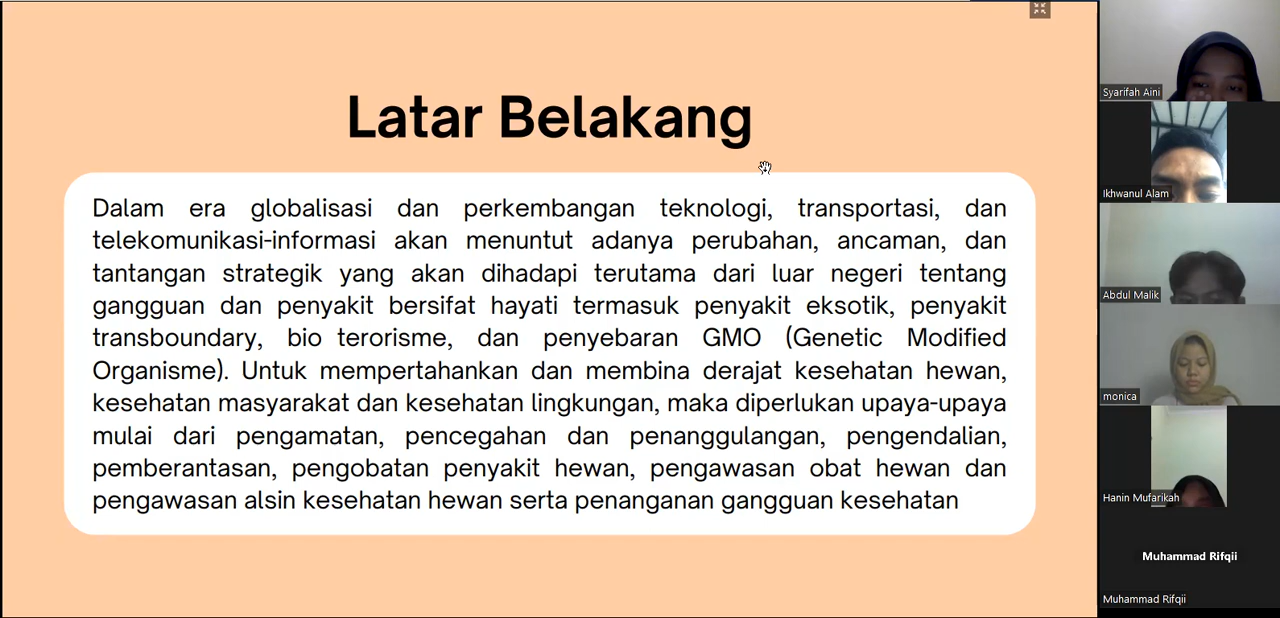 Latar Belakang
Dalam era globalisasi dan perkembangan teknologi, transportasi, dan
telekomunikasi-informasi akan menuntut adanya perubahan, ancaman, dan
tantangan strategik yang akan dihadapi terutama dari luar negeri tentang
gangguan dan penyakit bersifat hayati termasuk penyakit eksotik, penyakit
transboundary, bio terorisme, dan penyebaran GMO (Genetic Modified
Organisme). Untuk mempertahankan dan membina derajat kesehatan hewan,
kesehatan masyarakat dan kesehatan lingkungan, maka diperlukan upaya-upaya
mulai dari pengamatan, pencegahan dan penanggulangan, pengendalian,
pemberantasan, pengobatan penyakit hewan, pengawasan obat hewan dan
pengawasan alsin kesehatan hewan serta penanganan gangguan kesehatan
Syarifah Aini
Ikhwanul Alam
Abdul Malik
monica
Hanin Mufarikah
Muhammad Rifqii
Muhammad Rifqii